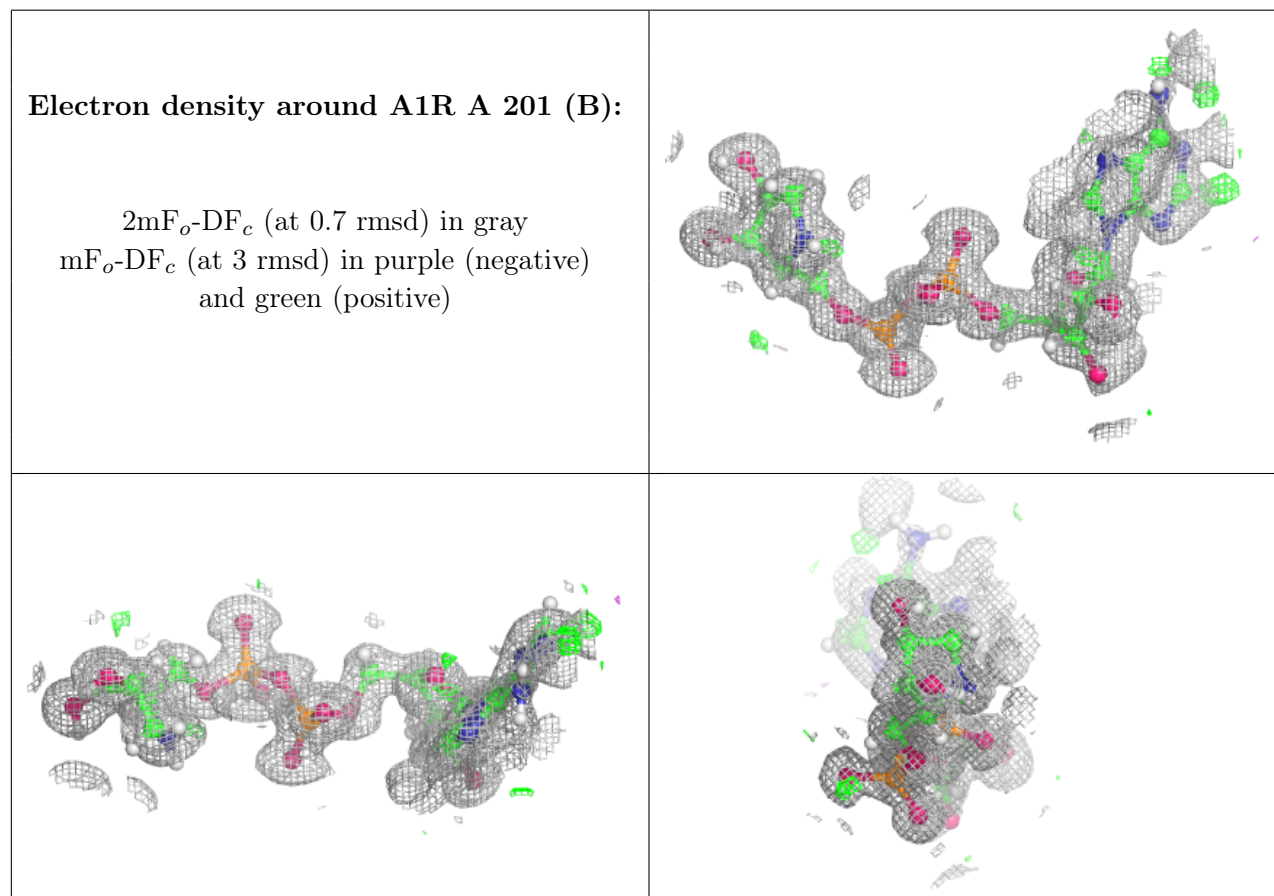 Electron density around A1R A 201 (B):
2mFo-DFc (at 0.7 rmsd) in gray
mFo-DFc (at 3 rmsd) in purple (negative)
and green (positive)